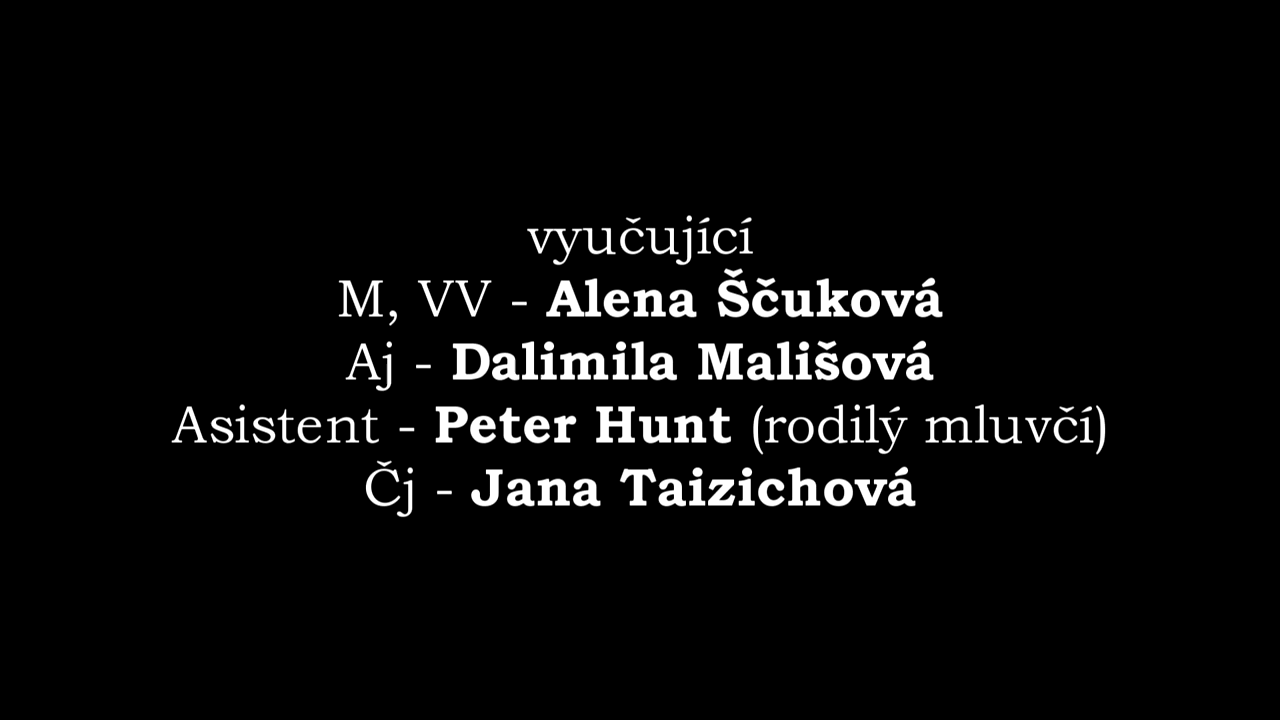 vyučující
M, VV - Alena Ščuková
Aj - Dalimila Mališová
Asistent - Peter Hunt (rodilý mluvčí)
Čj - Jana Taizichová